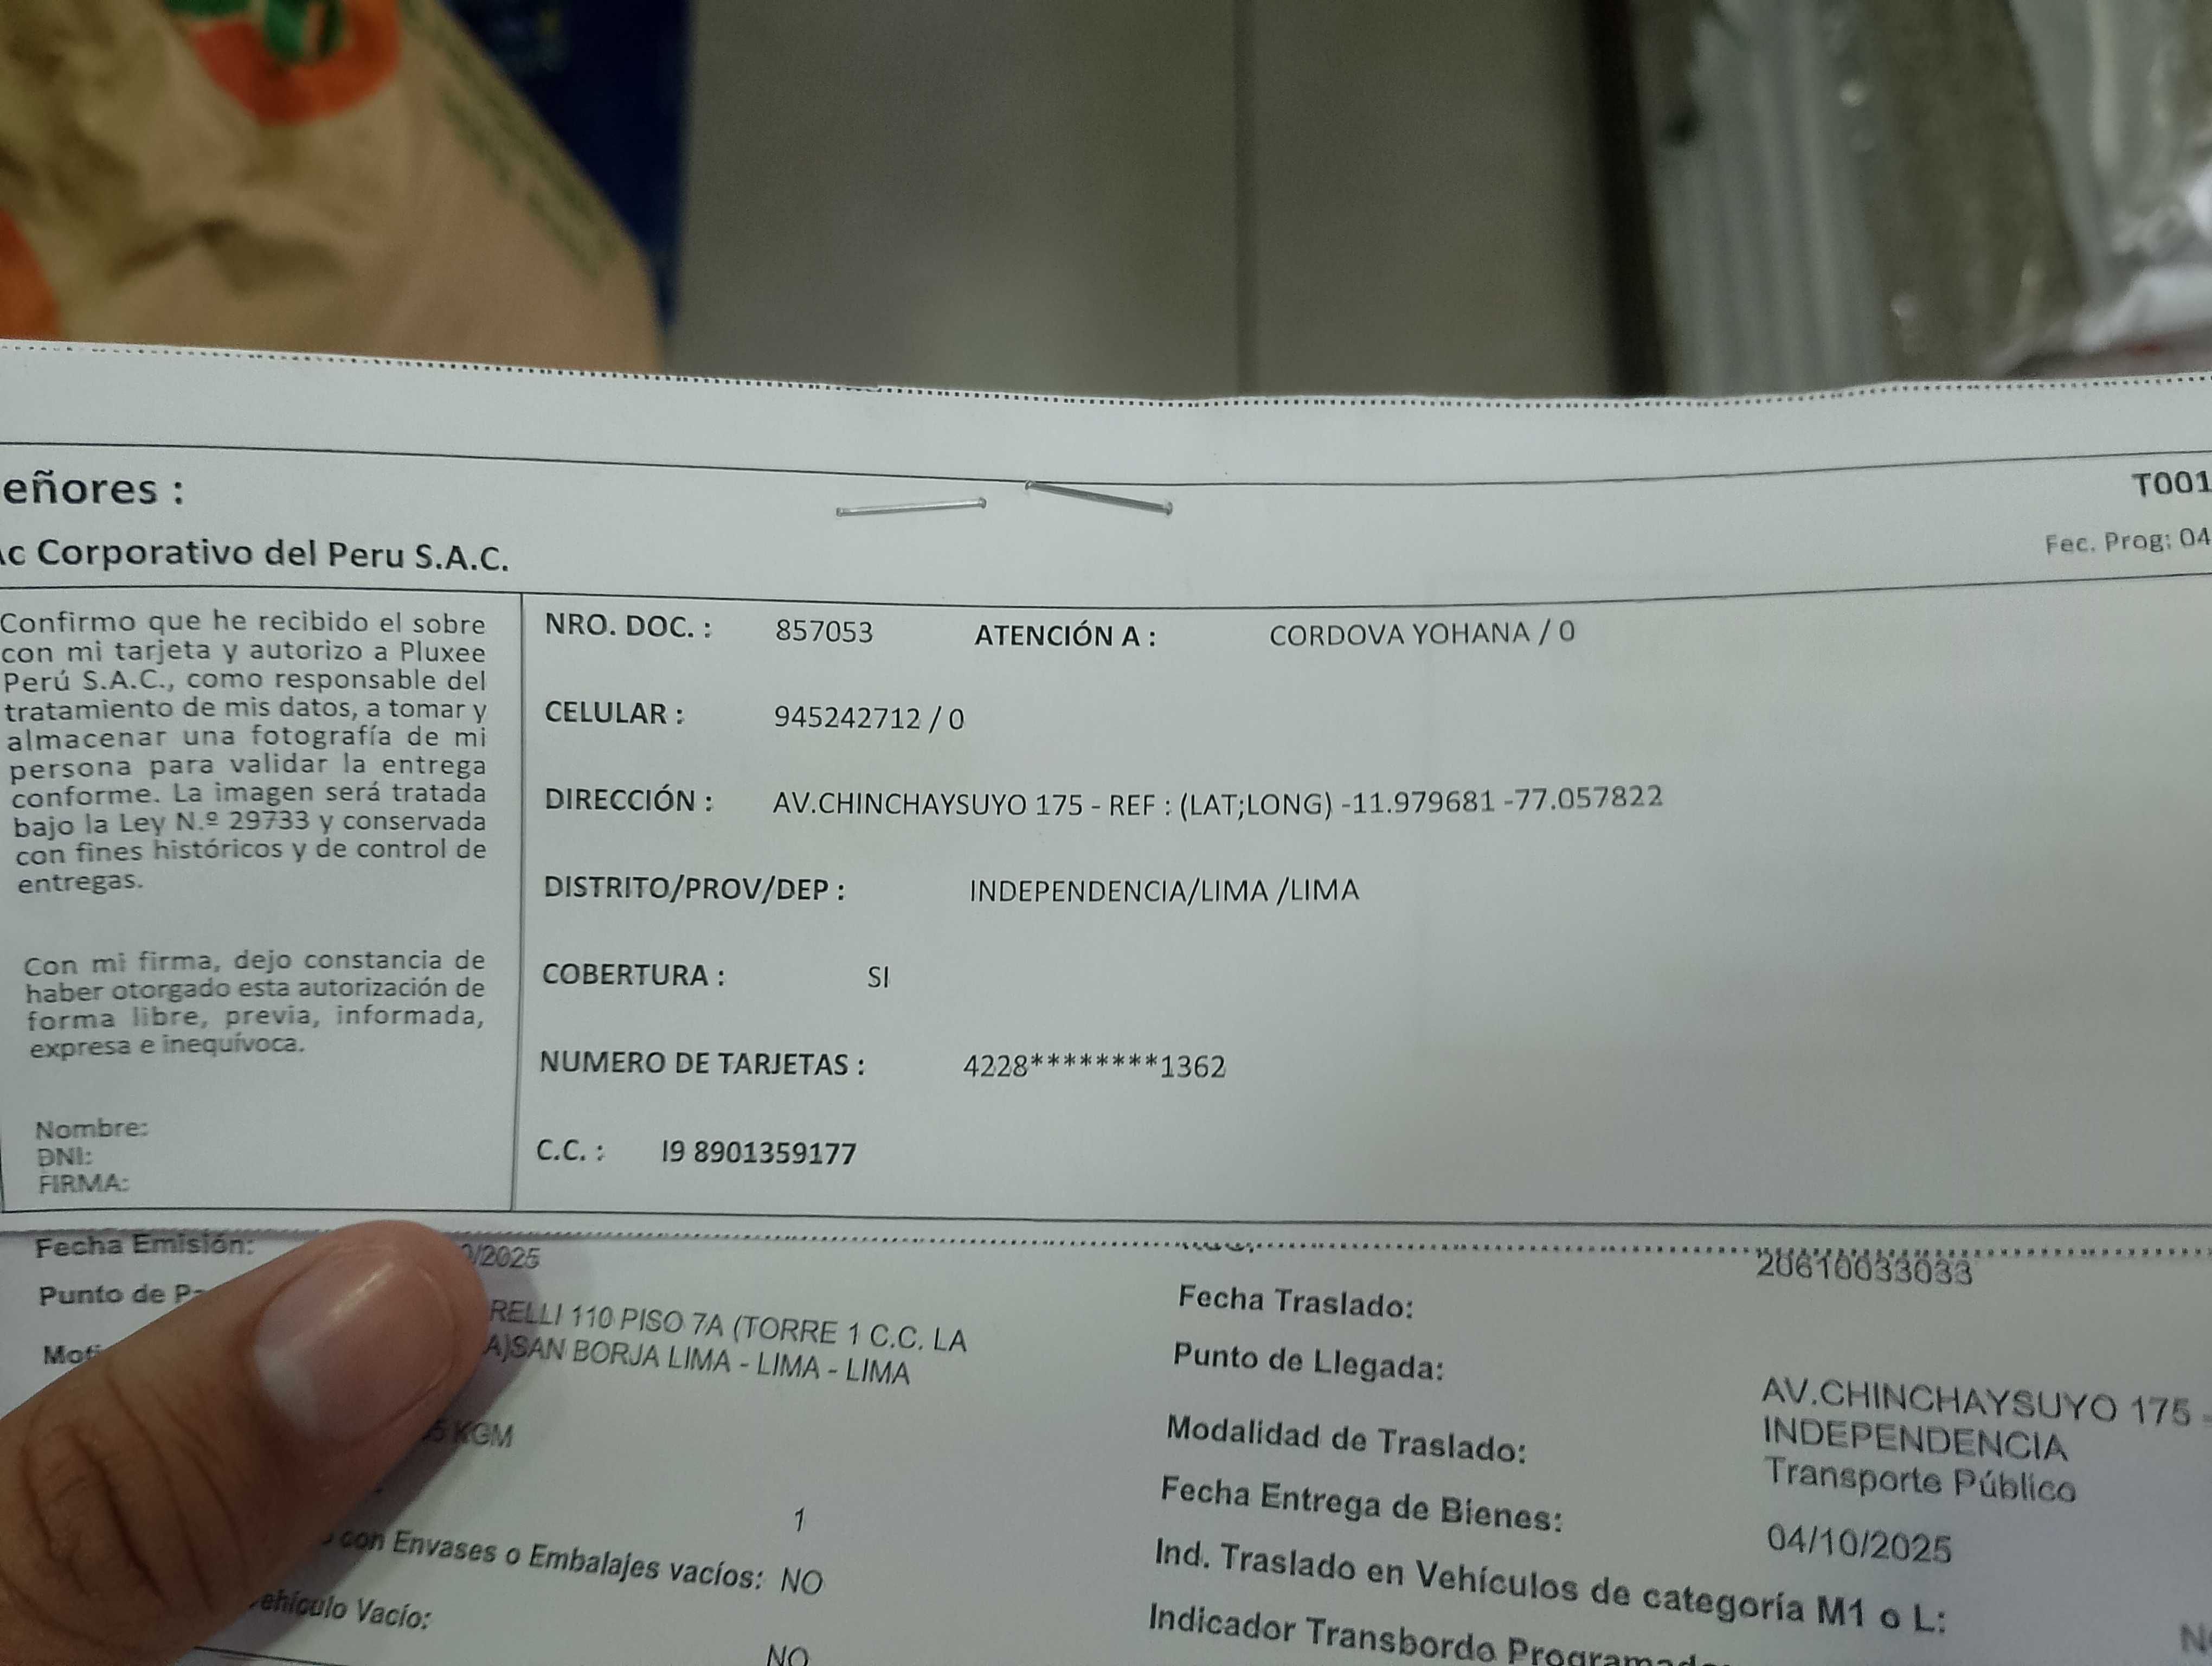 eñores :
T001
Ac Corporativo del Peru S.A.C.
Fec. Prog: 04
Confirmo que he recibido el sobre
con mi tarjeta y autorizo a Pluxee
Perú S.A.C., como responsable del
tratamiento de mis datos, a tomar y
almacenar una fotografía de mi
persona para validar la entrega
conforme. La imagen será tratada
bajo la Ley N.º 29733 y conservada
con fines históricos y de control de
entregas.
Con mi firma, dejo constancia de
haber otorgado esta autorización de
forma libre, previa, informada,
expresa e inequívoca.
Nombre:
DNI:
FIRMA:
NRO. DOC. : 857053 ATENCIÓN A : CORDOVA YOHANA / 0
CELULAR : 945242712 / 0
DIRECCIÓN : AV.CHINCHAYSUYO 175 - REF : (LAT;LONG) -11.979681 -77.057822
DISTRITO/PROV/DEP : INDEPENDENCIA/LIMA /LIMA
COBERTURA : SI
NUMERO DE TARJETAS : 4228********1362
C.C. : I9 8901359177
Fecha Emisión: 0/2025
Punto de
RELLI 110 PISO 7A (TORRE 1 C.C. LA
A)SAN BORJA LIMA - LIMA - LIMA
5 KGM
1
con Envases o Embalajes vacíos: NO
ehículo Vacío:
NO
20610033033
Fecha Traslado:
Punto de Llegada: AV.CHINCHAYSUYO 175 -
INDEPENDENCIA
Modalidad de Traslado: Transporte Público
Fecha Entrega de Bienes: 04/10/2025
Ind. Traslado en Vehículos de categoría M1 o L:
Indicador Transbordo